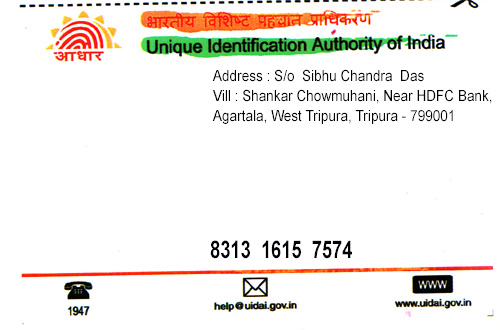 भारतीय विशिष्ट पहचान प्राधिकरण
Unique Identification Authority of India
आधार
Address : S/o Sibhu Chandra Das
Vill : Shankar Chowmuhani, Near HDFC Bank,
Agartala, West Tripura, Tripura - 799001
8313 1615 7574
1947
help@uidai.gov.in
WWW
www.uidai.gov.in